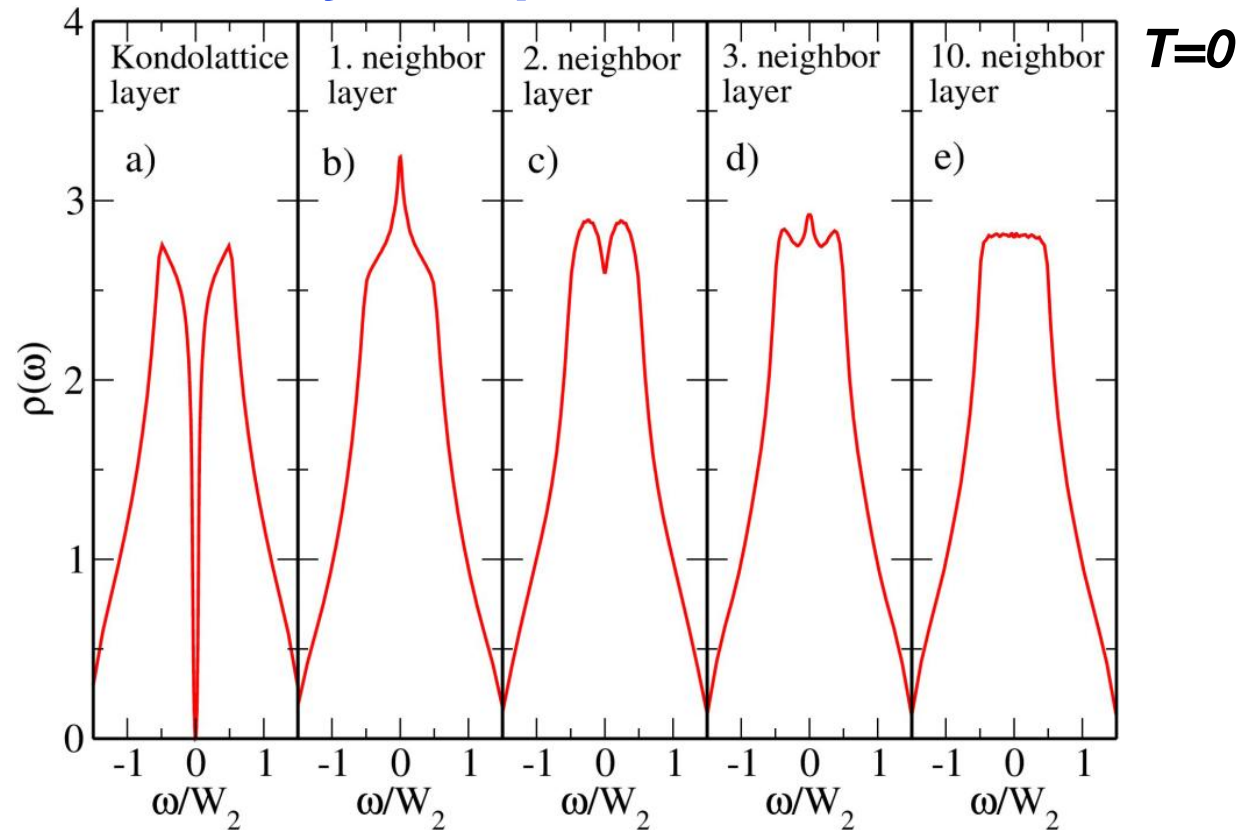 4
Kondolattice layer
1. neighbor layer
2. neighbor layer
3. neighbor layer
10. neighbor layer
T=0
a)
b)
c)
d)
e)
3
2
1
0
ρ(ω)
-1 0 1 -1 0 1 -1 0 1 -1 0 1 -1 0 1
ω/W₂ ω/W₂ ω/W₂ ω/W₂ ω/W₂